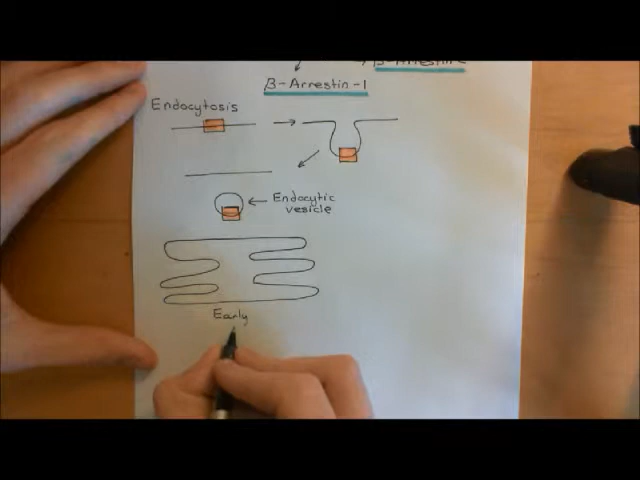 β-Arrestin-1
Endocytosis
Endocytic
vesicle
Early